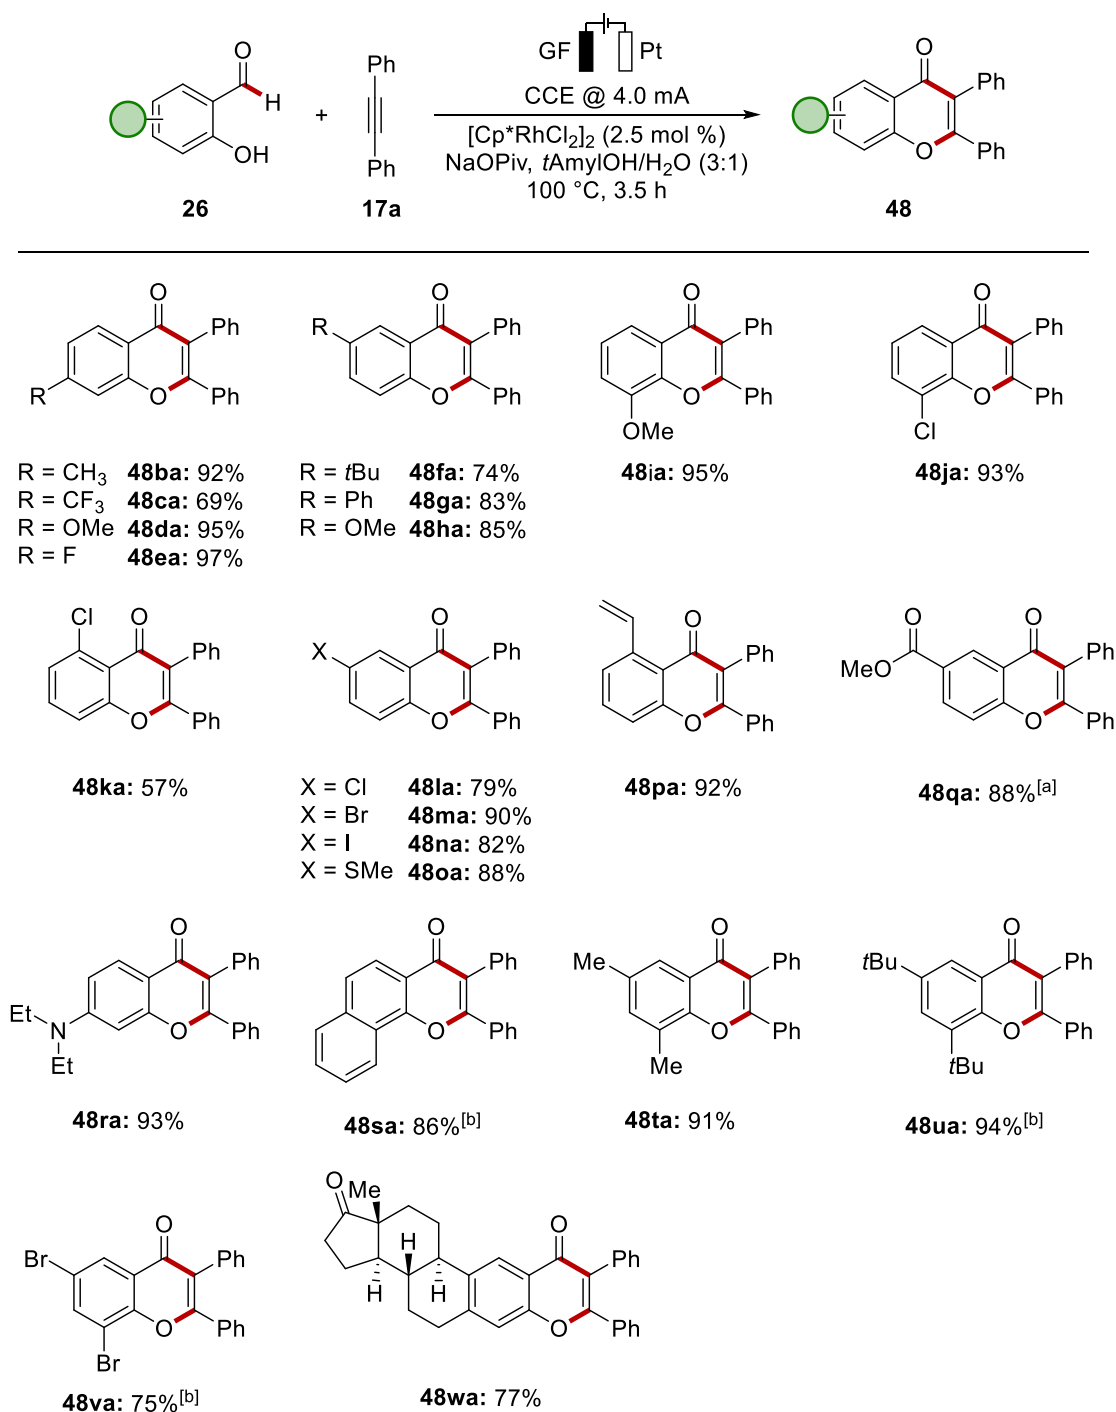 GF Pt
CCE @ 4.0 mA
[Cp*RhCl2]2 (2.5 mol %)
NaOPiv, tAmylOH/H2O (3:1)
100 °C, 3.5 h
O
H
OH
+
Ph
Ph
O
Ph
O
Ph
26
17a
48
O
Ph
O
Ph
R
R = CH3 48ba: 92%
R = CF3 48ca: 69%
R = OMe 48da: 95%
R = F 48ea: 97%
R
O
Ph
O
Ph
R = tBu 48fa: 74%
R = Ph 48ga: 83%
R = OMe 48ha: 85%
O
Ph
O
Ph
OMe
48ia: 95%
O
Ph
O
Ph
Cl
48ja: 93%
Cl
O
Ph
O
Ph
48ka: 57%
X
O
Ph
O
Ph
X = Cl 48la: 79%
X = Br 48ma: 90%
X = I 48na: 82%
X = SMe 48oa: 88%
O
Ph
O
Ph
48pa: 92%
O
MeO
O
Ph
O
Ph
48qa: 88%[a]
O
Ph
O
Ph
Et
N
Et
48ra: 93%
O
Ph
O
Ph
48sa: 86%[b]
Me
O
Ph
O
Ph
Me
48ta: 91%
tBu
O
Ph
O
Ph
tBu
48ua: 94%[b]
Br
O
Ph
O
Ph
Br
48va: 75%[b]
O
Me
H
H
H
O
Ph
O
Ph
48wa: 77%